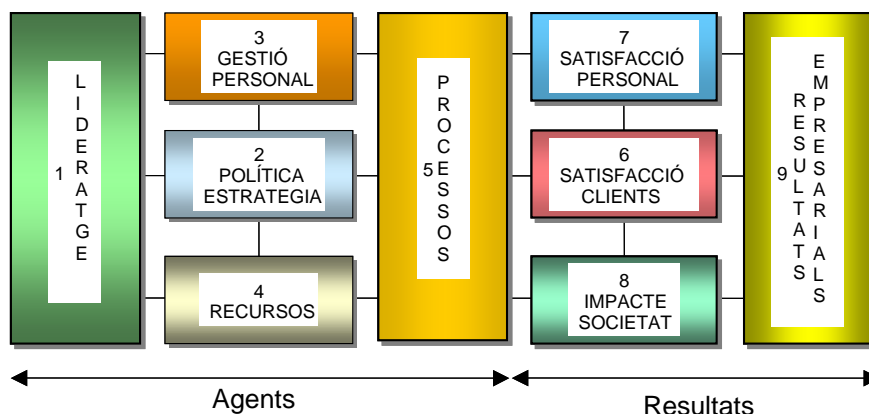 1
LIDERATGE
3
GESTIÓ
PERSONAL
2
POLÍTICA
ESTRATEGIA
4
RECURSOS
5
PROCESSOS
7
SATISFACCIÓ
PERSONAL
6
SATISFACCIÓ
CLIENTS
8
IMPACTE
SOCIETAT
9
RESULTATS
EMPRESARIALS
Agents
Resultats